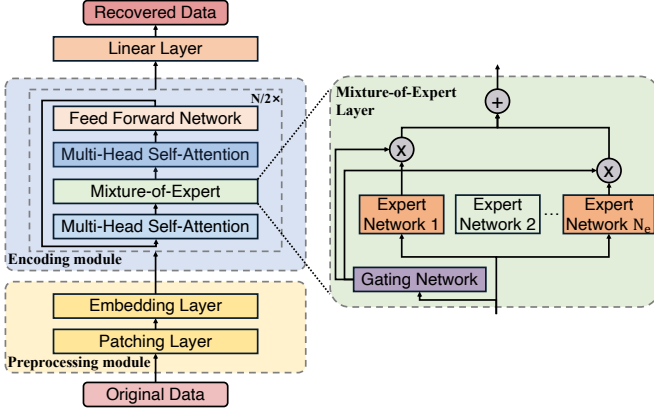 Recovered Data
Linear Layer
N/2×
Feed Forward Network
Multi-Head Self-Attention
Mixture-of-Expert
Multi-Head Self-Attention
Encoding module
Embedding Layer
Patching Layer
Preprocessing module
Original Data
Mixture-of-Expert
Layer
+
X
X
Expert
Network 1
Expert
Network 2
...
Expert
Network Nₑ
Gating Network